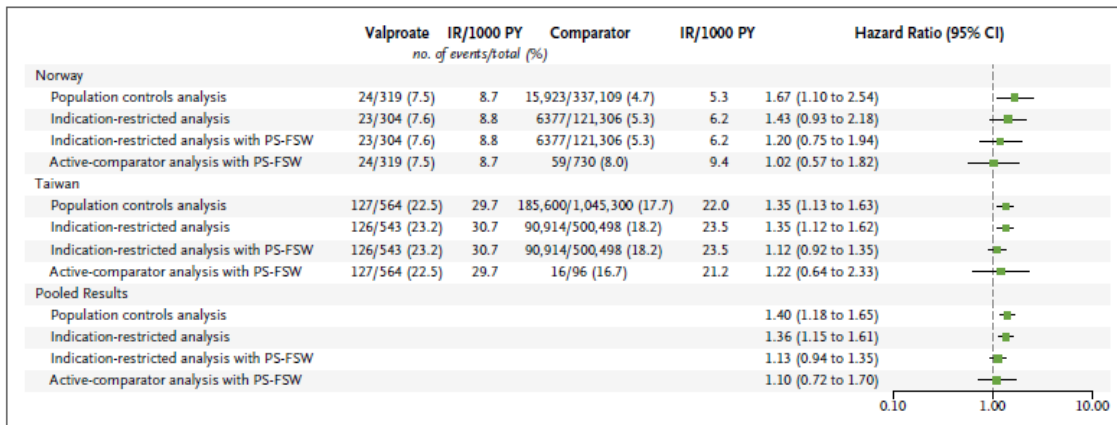 Valproate IR/1000 PY Comparator IR/1000 PY Hazard Ratio (95% CI)
no. of events/total (%)
Norway
Population controls analysis 24/319 (7.5) 8.7 15,923/337,109 (4.7) 5.3 1.67 (1.10 to 2.54)
Indication-restricted analysis 23/304 (7.6) 8.8 6377/121,306 (5.3) 6.2 1.43 (0.93 to 2.18)
Indication-restricted analysis with PS-FSW 23/304 (7.6) 8.8 6377/121,306 (5.3) 6.2 1.20 (0.75 to 1.94)
Active-comparator analysis with PS-FSW 24/319 (7.5) 8.7 59/730 (8.0) 9.4 1.02 (0.57 to 1.82)
Taiwan
Population controls analysis 127/564 (22.5) 29.7 185,600/1,045,300 (17.7) 22.0 1.35 (1.13 to 1.63)
Indication-restricted analysis 126/543 (23.2) 30.7 90,914/500,498 (18.2) 23.5 1.35 (1.12 to 1.62)
Indication-restricted analysis with PS-FSW 126/543 (23.2) 30.7 90,914/500,498 (18.2) 23.5 1.12 (0.92 to 1.35)
Active-comparator analysis with PS-FSW 127/564 (22.5) 29.7 16/96 (16.7) 21.2 1.22 (0.64 to 2.33)
Pooled Results
Population controls analysis 1.40 (1.18 to 1.65)
Indication-restricted analysis 1.36 (1.15 to 1.61)
Indication-restricted analysis with PS-FSW 1.13 (0.94 to 1.35)
Active-comparator analysis with PS-FSW 1.10 (0.72 to 1.70)
0.10 1.00 10.00